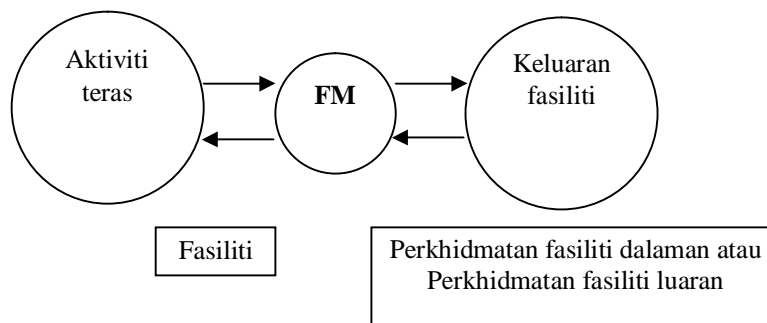 Aktiviti
teras
FM
Keluaran
fasiliti
Fasiliti
Perkhidmatan fasiliti dalaman atau
Perkhidmatan fasiliti luaran